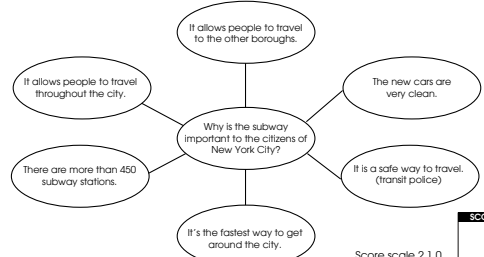 It allows people to travel
to the other boroughs.
It allows people to travel
throughout the city.
The new cars are
very clean.
Why is the subway
important to the citizens of
New York City?
There are more than 450
subway stations.
It is a safe way to travel.
(transit police)
It's the fastest way to get
around the city.
Score scale 2,1,0